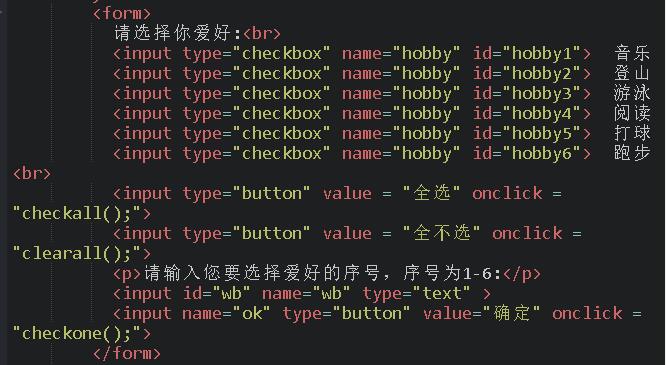 <form>
请选择你爱好:<br>
<input type="checkbox" name="hobby" id="hobby1">  音乐
<input type="checkbox" name="hobby" id="hobby2">  登山
<input type="checkbox" name="hobby" id="hobby3">  游泳
<input type="checkbox" name="hobby" id="hobby4">  阅读
<input type="checkbox" name="hobby" id="hobby5">  打球
<input type="checkbox" name="hobby" id="hobby6">  跑步
<br>
<input type="button" value = "全选" onclick =
"checkall();">
<input type="button" value = "全不选" onclick =
"clearall();">
<p>请输入您要选择爱好的序号，序号为1-6:</p>
<input id="wb" name="wb" type="text" >
<input name="ok" type="button" value="确定" onclick =
"checkone();">
</form>